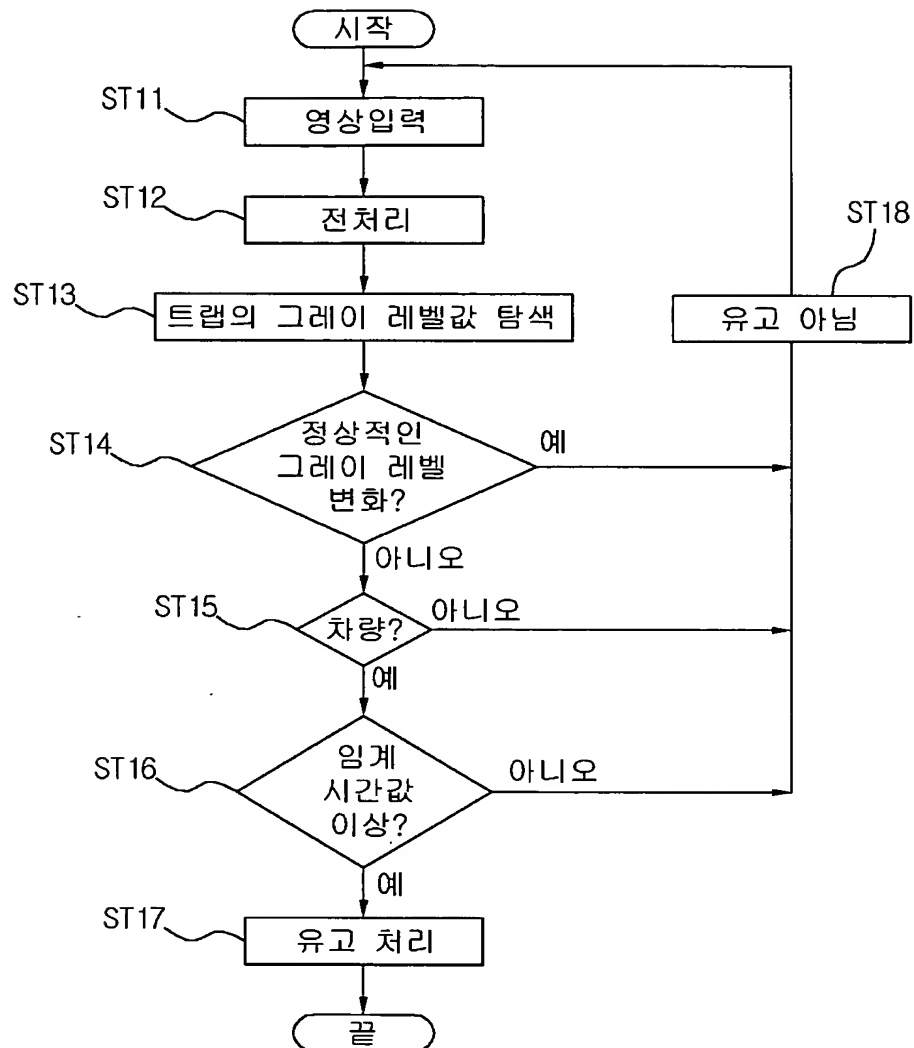 시작
ST11
영상입력
ST12
전처리
ST18
ST13
트랩의 그레이 레벨값 탐색
유고 아님
ST14
정상적인
그레이 레벨
변화?
예
아니오
ST15
차량?
아니오
예
ST16
임계
시간값
이상?
아니오
예
ST17
유고 처리
끝